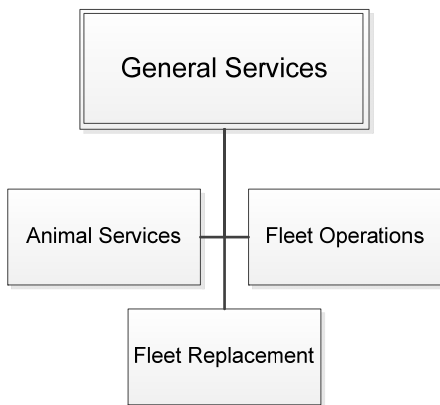 General Services
Animal Services
Fleet Operations
Fleet Replacement